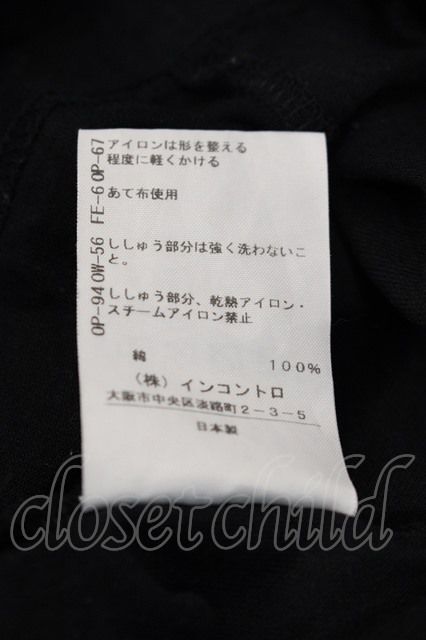 アイロンは形を整える
程度に軽くかける
あて布使用
ししゅう部分は強く洗わないこ
と。
ししゅう部分、乾熱アイロン・
スチームアイロン禁止
OP-94 OW-56 FE-6 OP-67
綿 100%
(株) インコントロ
大阪市中央区淡路町2-3-5
日本製
closet child